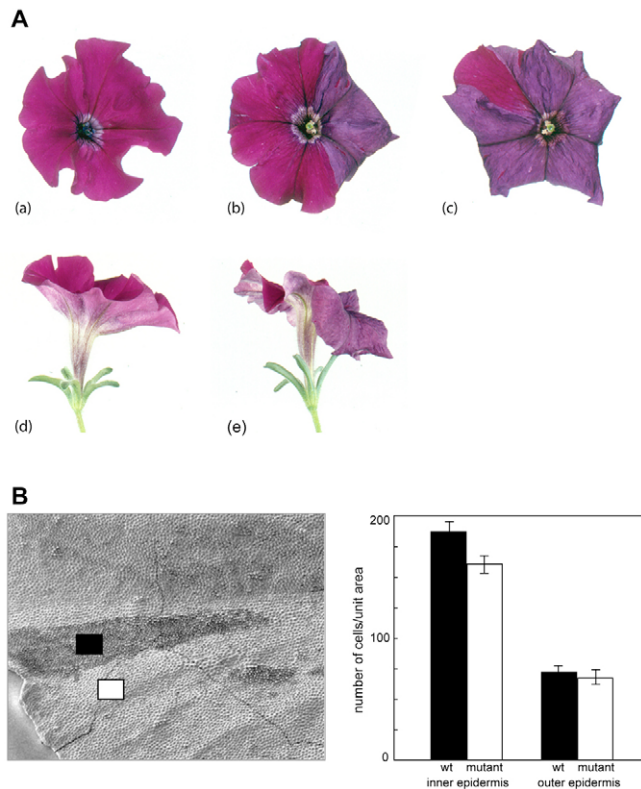 A
(a)
(b)
(c)
(d)
(e)
B
number of cells/unit area
200
100
0
wt mutant wt mutant
inner epidermis outer epidermis